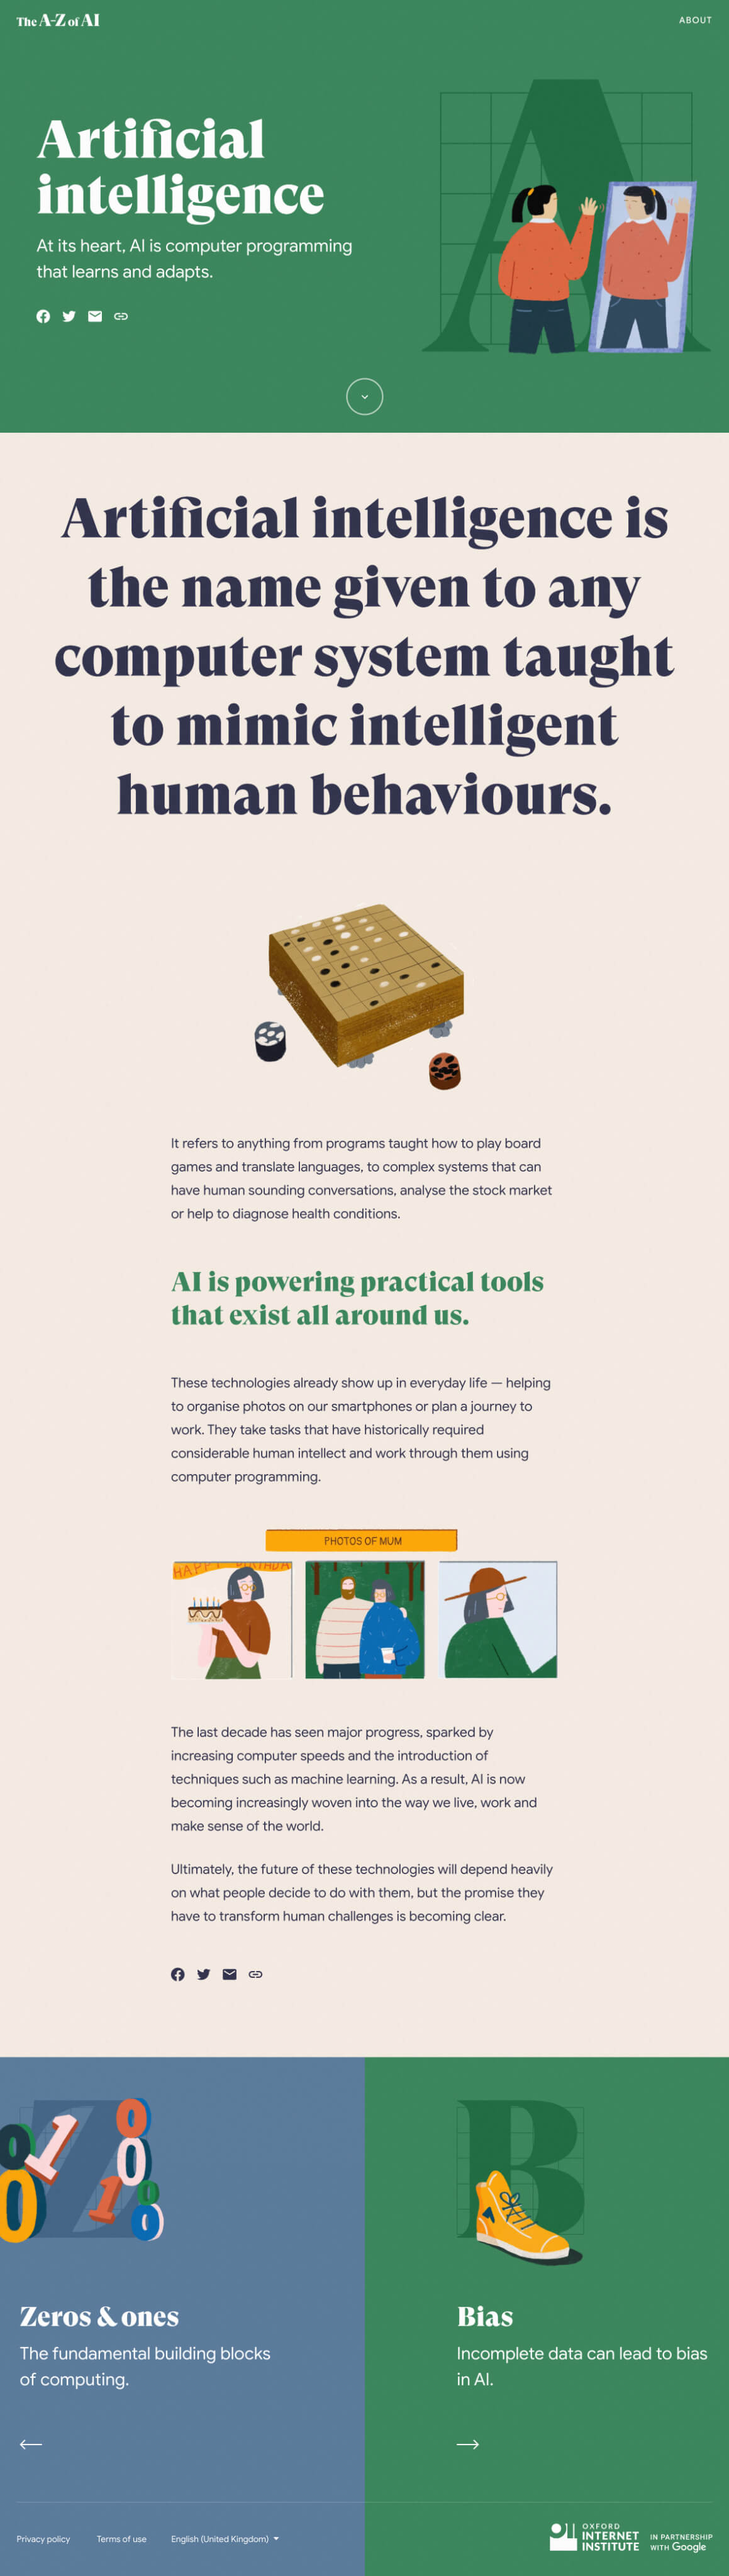 The A-Z of AI
ABOUT
Artificial
intelligence
At its heart, AI is computer programming
that learns and adapts.
Artificial intelligence is
the name given to any
computer system taught
to mimic intelligent
human behaviours.
It refers to anything from programs taught how to play board
games and translate languages, to complex systems that can
have human sounding conversations, analyse the stock market
or help to diagnose health conditions.
AI is powering practical tools
that exist all around us.
These technologies already show up in everyday life — helping
to organise photos on our smartphones or plan a journey to
work. They take tasks that have historically required
considerable human intellect and work through them using
computer programming.
PHOTOS OF MUM
HAPPY BIRTHDA
The last decade has seen major progress, sparked by
increasing computer speeds and the introduction of
techniques such as machine learning. As a result, AI is now
becoming increasingly woven into the way we live, work and
make sense of the world.
Ultimately, the future of these technologies will depend heavily
on what people decide to do with them, but the promise they
have to transform human challenges is becoming clear.
Zeros & ones
The fundamental building blocks
of computing.
B
Bias
Incomplete data can lead to bias
in AI.
Privacy policy
Terms of use
English (United Kingdom)
OXFORD
INTERNET
INSTITUTE
IN PARTNERSHIP
WITH Google